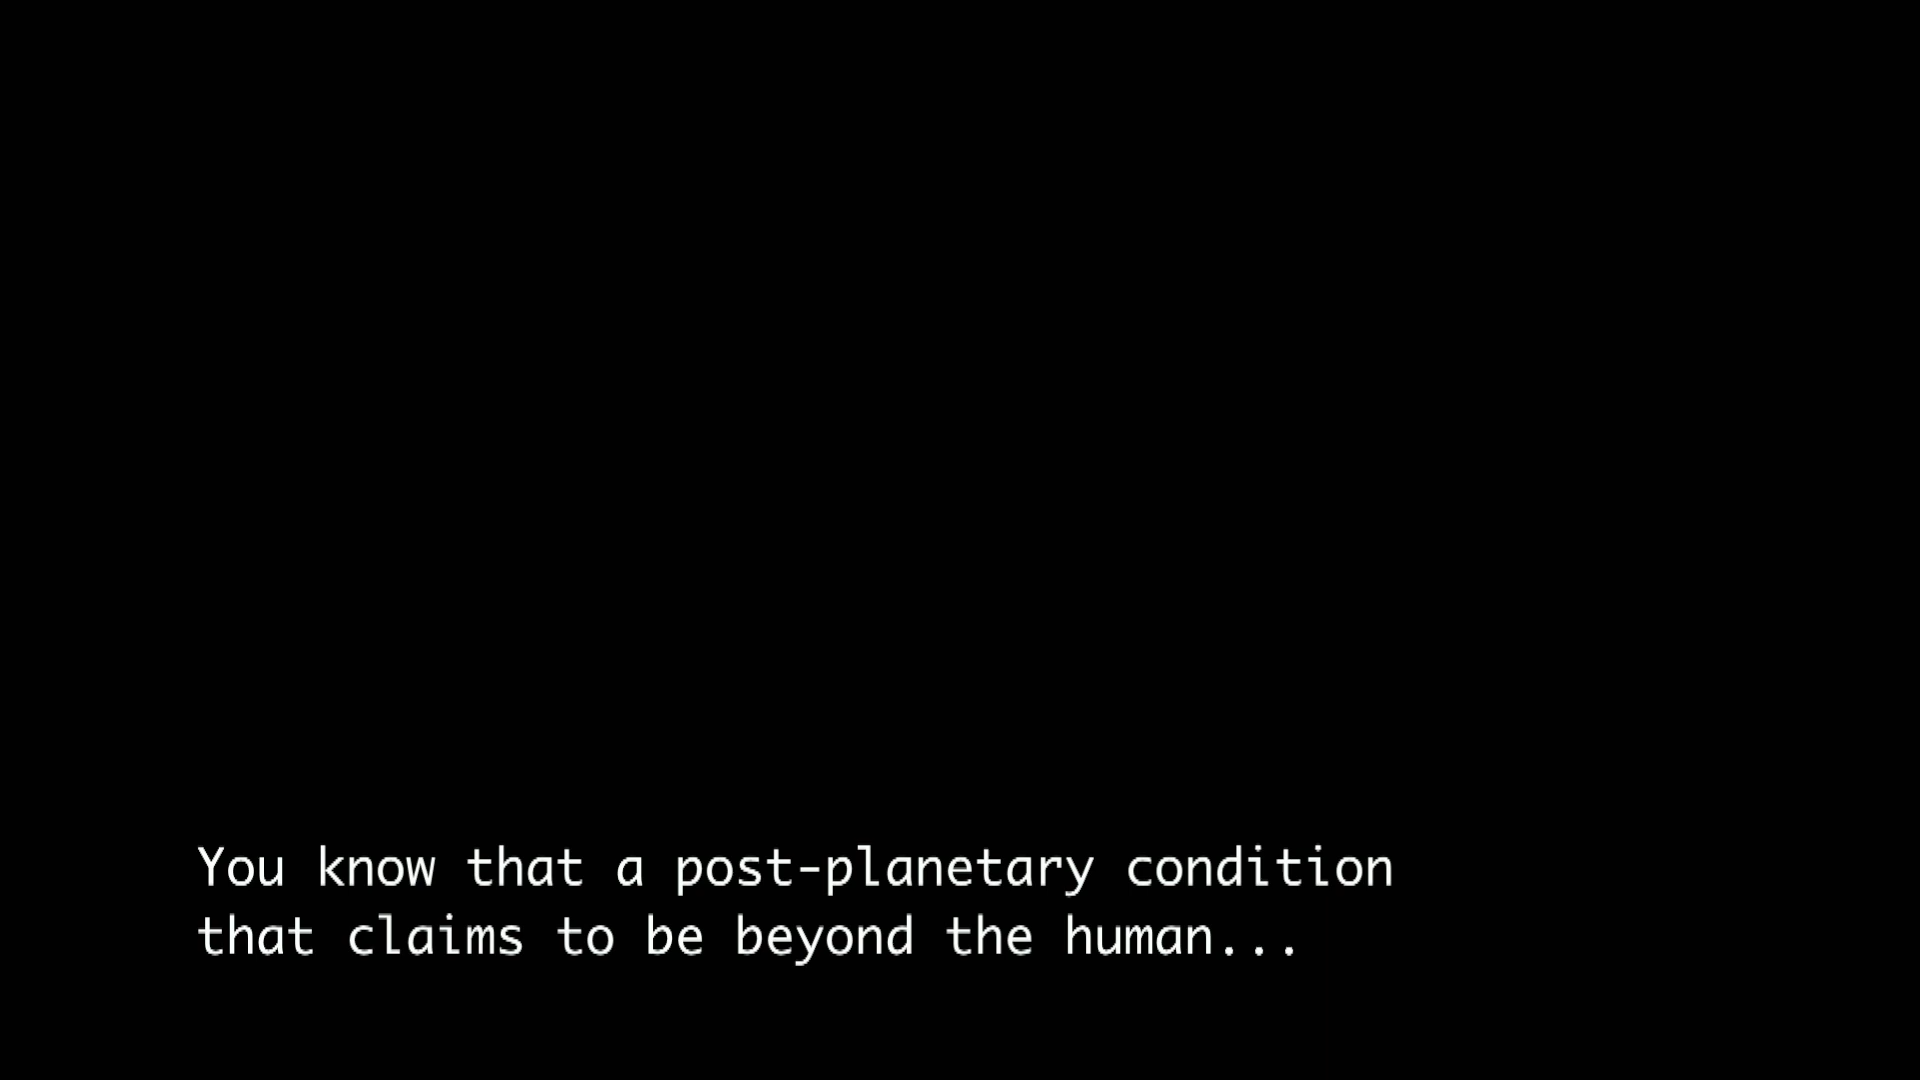 You know that a post-planetary condition
that claims to be beyond the human...